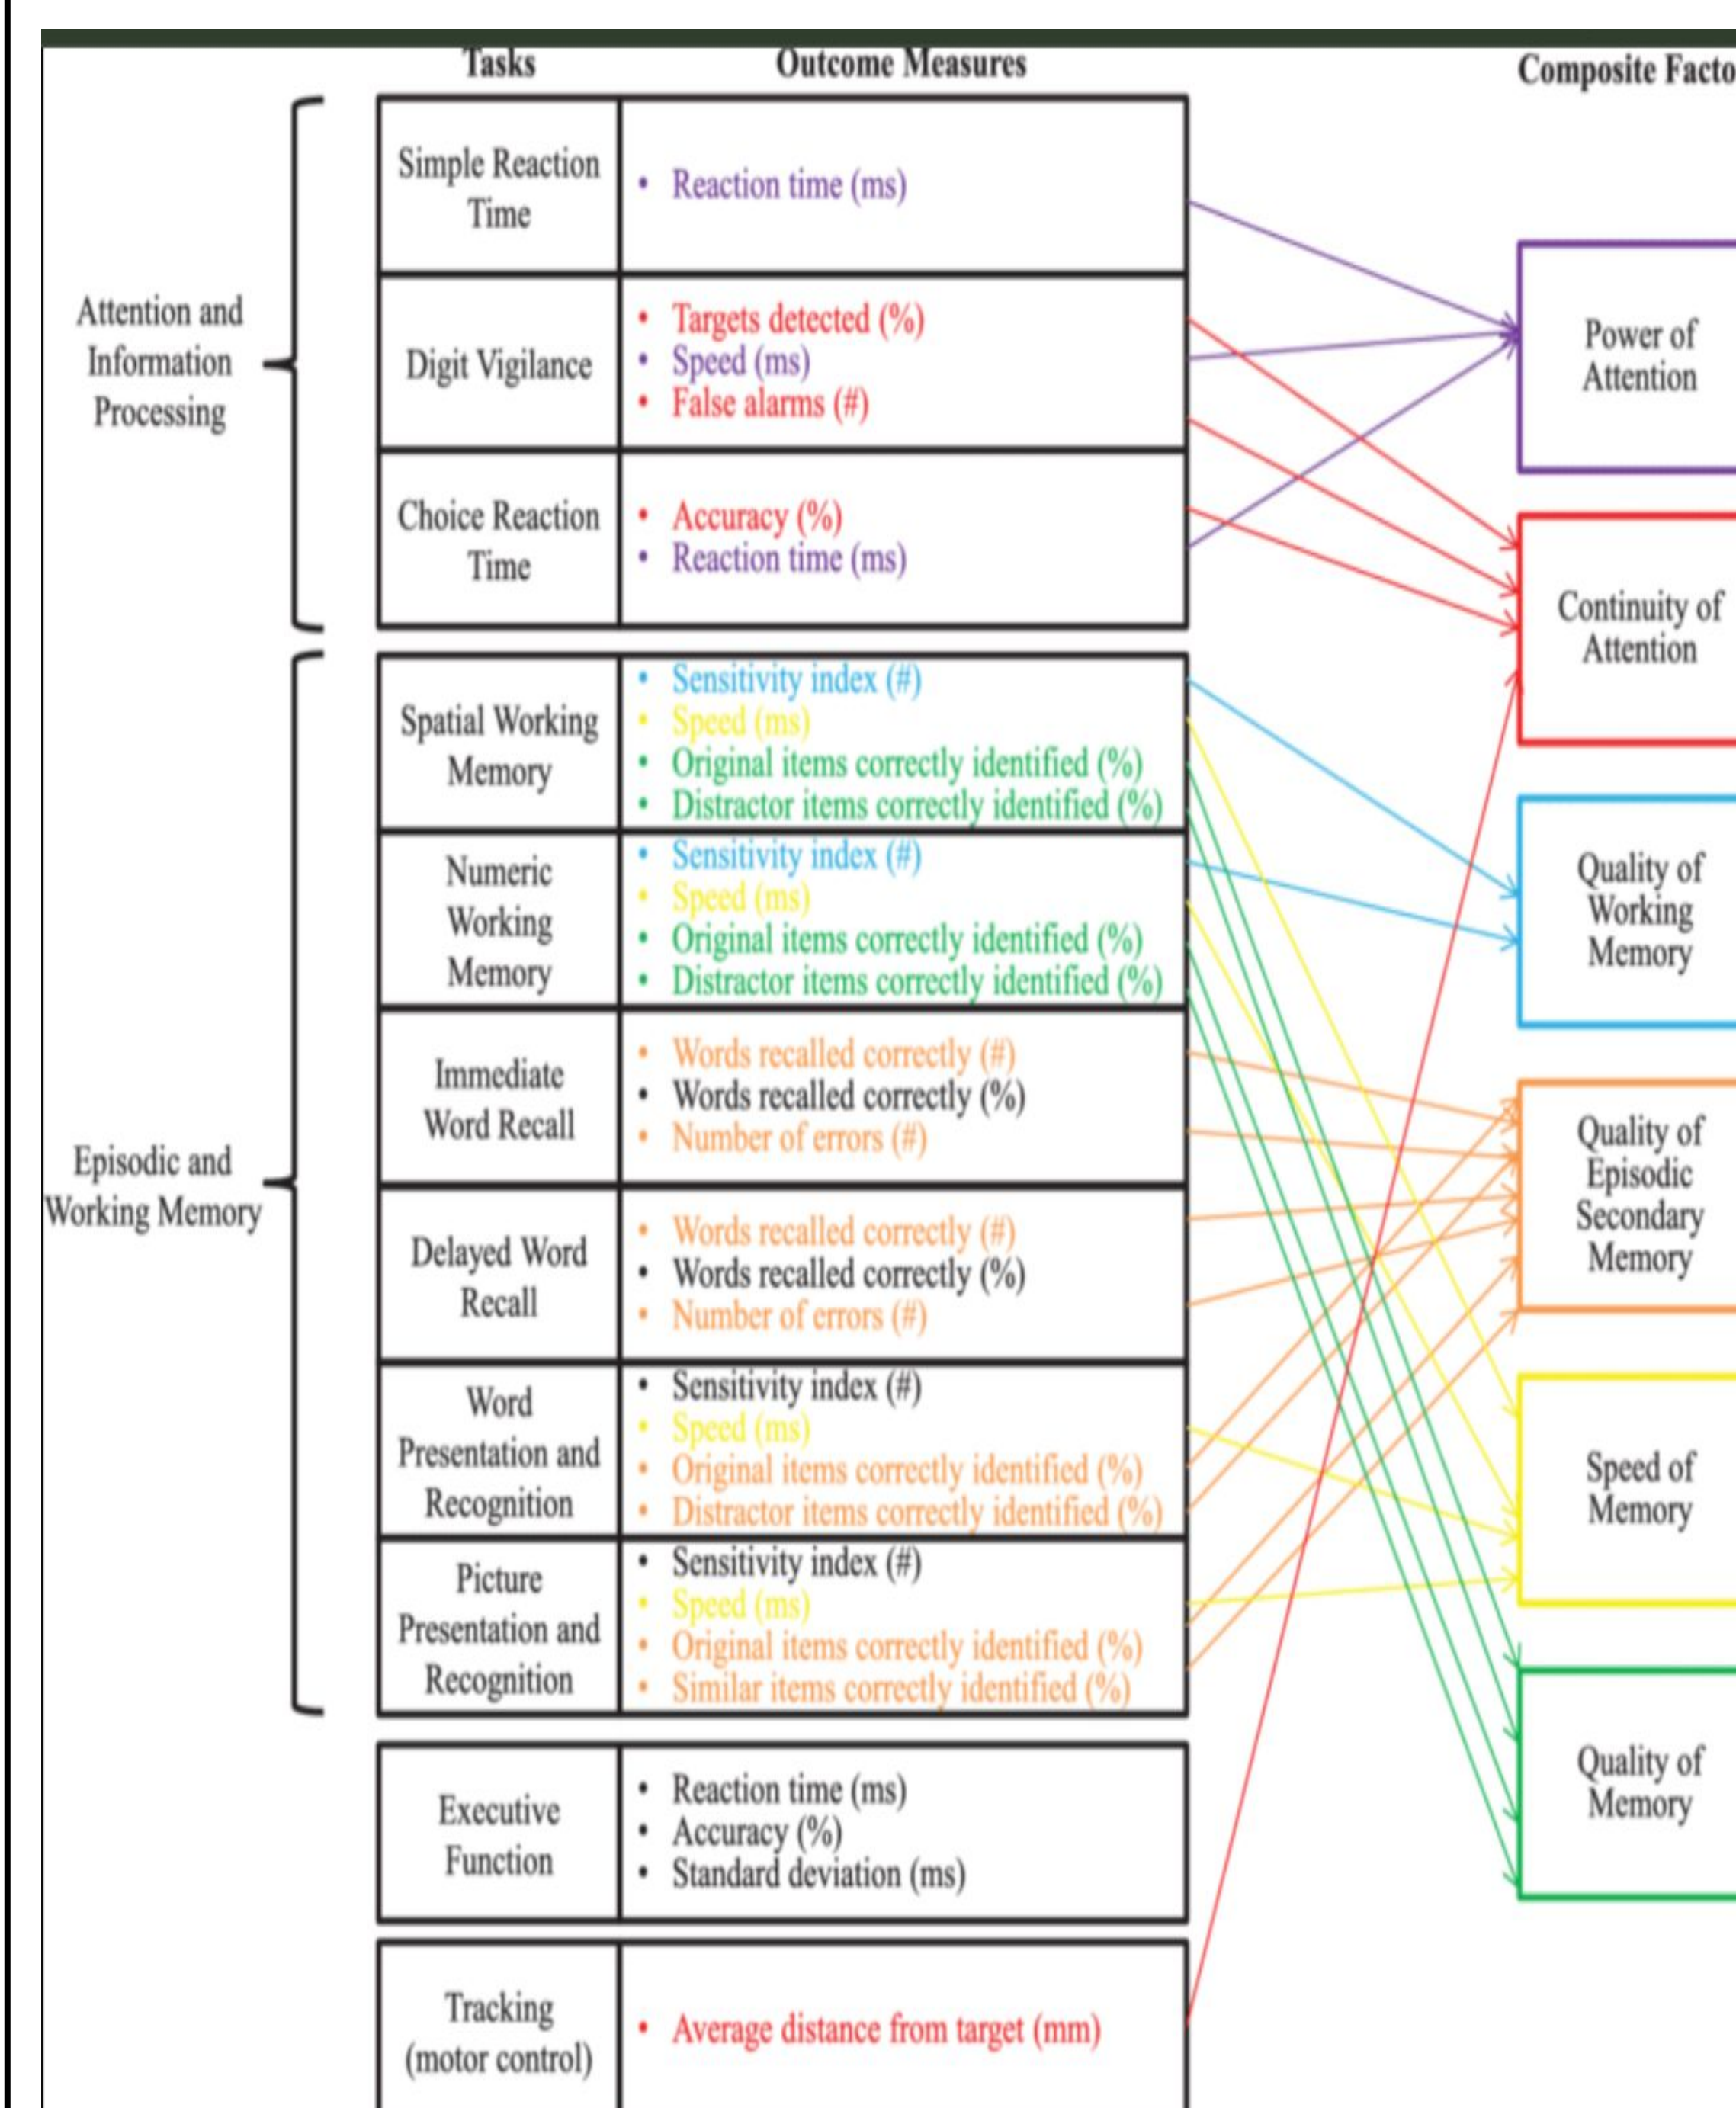 Tasks
Outcome Measures
Composite Facto
Attention and
Information
Processing
Simple Reaction
Time
• Reaction time (ms)
Digit Vigilance
• Targets detected (%)
• Speed (ms)
• False alarms (#)
Choice Reaction
Time
• Accuracy (%)
• Reaction time (ms)
Episodic and
Working Memory
Spatial Working
Memory
• Sensitivity index (#)
• Speed (ms)
• Original items correctly identified (%)
• Distractor items correctly identified (%)
Numeric
Working
Memory
• Sensitivity index (#)
• Speed (ms)
• Original items correctly identified (%)
• Distractor items correctly identified (%)
Immediate
Word Recall
• Words recalled correctly (#)
• Words recalled correctly (%)
• Number of errors (#)
Delayed Word
Recall
• Words recalled correctly (#)
• Words recalled correctly (%)
• Number of errors (#)
Word
Presentation and
Recognition
• Sensitivity index (#)
• Speed (ms)
• Original items correctly identified (%)
• Distractor items correctly identified (%)
Picture
Presentation and
Recognition
• Sensitivity index (#)
• Speed (ms)
• Original items correctly identified (%)
• Similar items correctly identified (%)
Executive
Function
• Reaction time (ms)
• Accuracy (%)
• Standard deviation (ms)
Tracking
(motor control)
• Average distance from target (mm)
Power of
Attention
Continuity of
Attention
Quality of
Working
Memory
Quality of
Episodic
Secondary
Memory
Speed of
Memory
Quality of
Memory